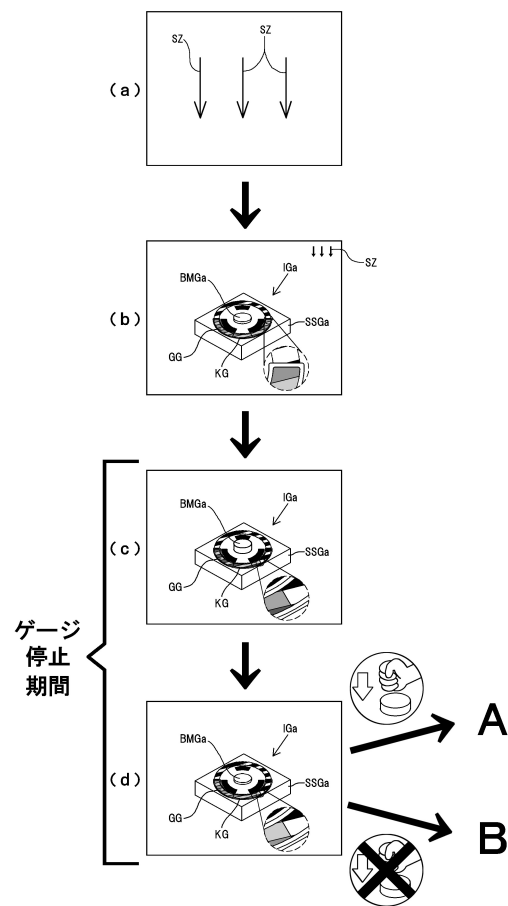 SZ
SZ
(a)
BMGa
IGa
SZ
(b)
SSGa
GG
KG
BMGa
IGa
(c)
SSGa
GG
KG
ゲージ
停止
期間
BMGa
IGa
A
(d)
SSGa
GG
KG
B